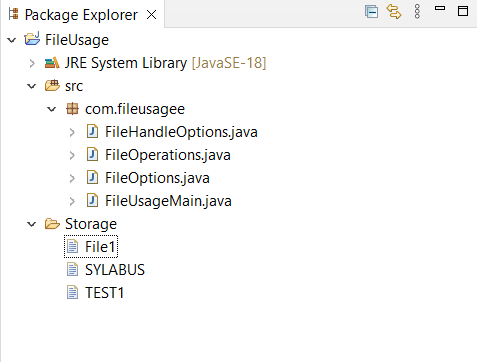 Package Explorer
FileUsage
JRE System Library [JavaSE-18]
src
com.fileusagee
FileHandleOptions.java
FileOperations.java
FileOptions.java
FileUsageMain.java
Storage
File1
SYLABUS
TEST1